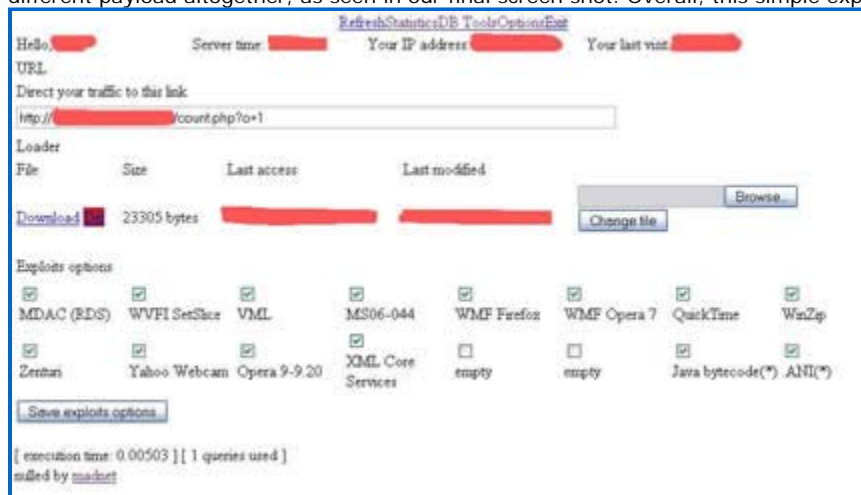 different payload altogether, as seen in our final screen shot. Overall, this simple exp
RefreshStatisticsDB ToolsOptionsExit
Hello, Server time: Your IP address: Your last visit:
URL
Direct your traffic to this link
http:// /count.php?o=1
Loader
File Size Last access Last modified
Browse...
Download 23305 bytes Change file
Exploits options
MDAC (RDS) WVFI SetSlice VML MS06-044 WMF Firefox WMF Opera 7 QuickTime WinZip
Zenturi Yahoo Webcam Opera 9-9.20 XML Core Services empty empty Java bytecode(*) ANI(*)
Save exploits options
[ execution time: 0.00503 ] [ 1 queries used ]
nulled by madnet